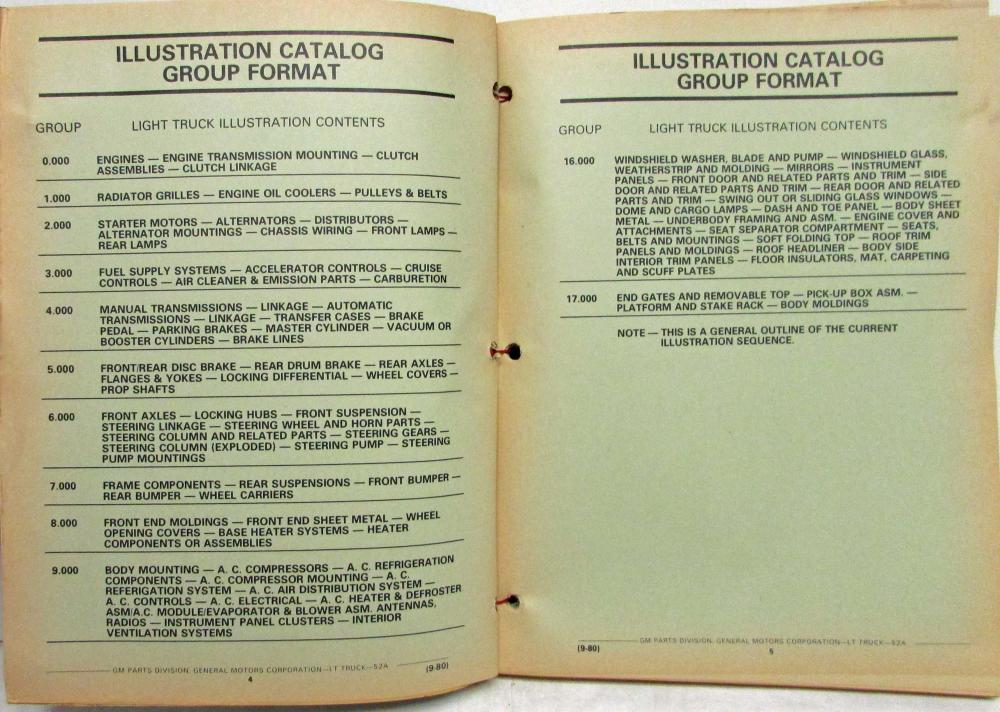 ILLUSTRATION CATALOG
GROUP FORMAT
GROUP LIGHT TRUCK ILLUSTRATION CONTENTS
0.000 ENGINES — ENGINE TRANSMISSION MOUNTING — CLUTCH
ASSEMBLIES — CLUTCH LINKAGE
1.000 RADIATOR GRILLES — ENGINE OIL COOLERS — PULLEYS & BELTS
2.000 STARTER MOTORS — ALTERNATORS — DISTRIBUTORS —
ALTERNATOR MOUNTINGS — CHASSIS WIRING — FRONT LAMPS —
REAR LAMPS
3.000 FUEL SUPPLY SYSTEMS — ACCELERATOR CONTROLS — CRUISE
CONTROLS — AIR CLEANER & EMISSION PARTS — CARBURETION
4.000 MANUAL TRANSMISSIONS — LINKAGE — AUTOMATIC
TRANSMISSIONS — LINKAGE — TRANSFER CASES — BRAKE
PEDAL — PARKING BRAKES — MASTER CYLINDER — VACUUM OR
BOOSTER CYLINDERS — BRAKE LINES
5.000 FRONT/REAR DISC BRAKE — REAR DRUM BRAKE — REAR AXLES —
FLANGES & YOKES — LOCKING DIFFERENTIAL — WHEEL COVERS —
PROP SHAFTS
6.000 FRONT AXLES — LOCKING HUBS — FRONT SUSPENSION —
STEERING LINKAGE — STEERING WHEEL AND HORN PARTS —
STEERING COLUMN AND RELATED PARTS — STEERING GEARS —
STEERING COLUMN (EXPLODED) — STEERING PUMP — STEERING
PUMP MOUNTINGS
7.000 FRAME COMPONENTS — REAR SUSPENSIONS — FRONT BUMPER —
REAR BUMPER — WHEEL CARRIERS
8.000 FRONT END MOLDINGS — FRONT END SHEET METAL — WHEEL
OPENING COVERS — BASE HEATER SYSTEMS — HEATER
COMPONENTS OR ASSEMBLIES
9.000 BODY MOUNTING — A. C. COMPRESSORS — A. C. REFRIGERATION
COMPONENTS — A. C. COMPRESSOR MOUNTING — A. C.
REFERIGATION SYSTEM — A. C. AIR DISTRIBUTION SYSTEM —
A. C. CONTROLS — A. C. ELECTRICAL — A. C. HEATER & DEFROSTER
ASM/A.C. MODULE/EVAPORATOR & BLOWER ASM. ANTENNAS,
RADIOS — INSTRUMENT PANEL CLUSTERS — INTERIOR
VENTILATION SYSTEMS
GM PARTS DIVISION, GENERAL MOTORS CORPORATION—LT TRUCK—52A (9-80)
4
ILLUSTRATION CATALOG
GROUP FORMAT
GROUP LIGHT TRUCK ILLUSTRATION CONTENTS
16.000 WINDSHIELD WASHER, BLADE AND PUMP — WINDSHIELD GLASS,
WEATHERSTRIP AND MOLDING — MIRRORS — INSTRUMENT
PANELS — FRONT DOOR AND RELATED PARTS AND TRIM — SIDE
DOOR AND RELATED PARTS AND TRIM — REAR DOOR AND RELATED
PARTS AND TRIM — SWING OUT OR SLIDING GLASS WINDOWS —
DOME AND CARGO LAMPS — DASH AND TOE PANEL — BODY SHEET
METAL — UNDERBODY FRAMING AND ASM. — ENGINE COVER AND
ATTACHMENTS — SEAT SEPARATOR COMPARTMENT — SEATS,
BELTS AND MOUNTINGS — SOFT FOLDING TOP — ROOF TRIM
PANELS AND MOLDINGS — ROOF HEADLINER — BODY SIDE
INTERIOR TRIM PANELS — FLOOR INSULATORS, MAT, CARPETING
AND SCUFF PLATES
17.000 END GATES AND REMOVABLE TOP — PICK-UP BOX ASM. —
PLATFORM AND STAKE RACK — BODY MOLDINGS
NOTE — THIS IS A GENERAL OUTLINE OF THE CURRENT
ILLUSTRATION SEQUENCE.
GM PARTS DIVISION, GENERAL MOTORS CORPORATION—LT TRUCK—52A
(9-80) 5